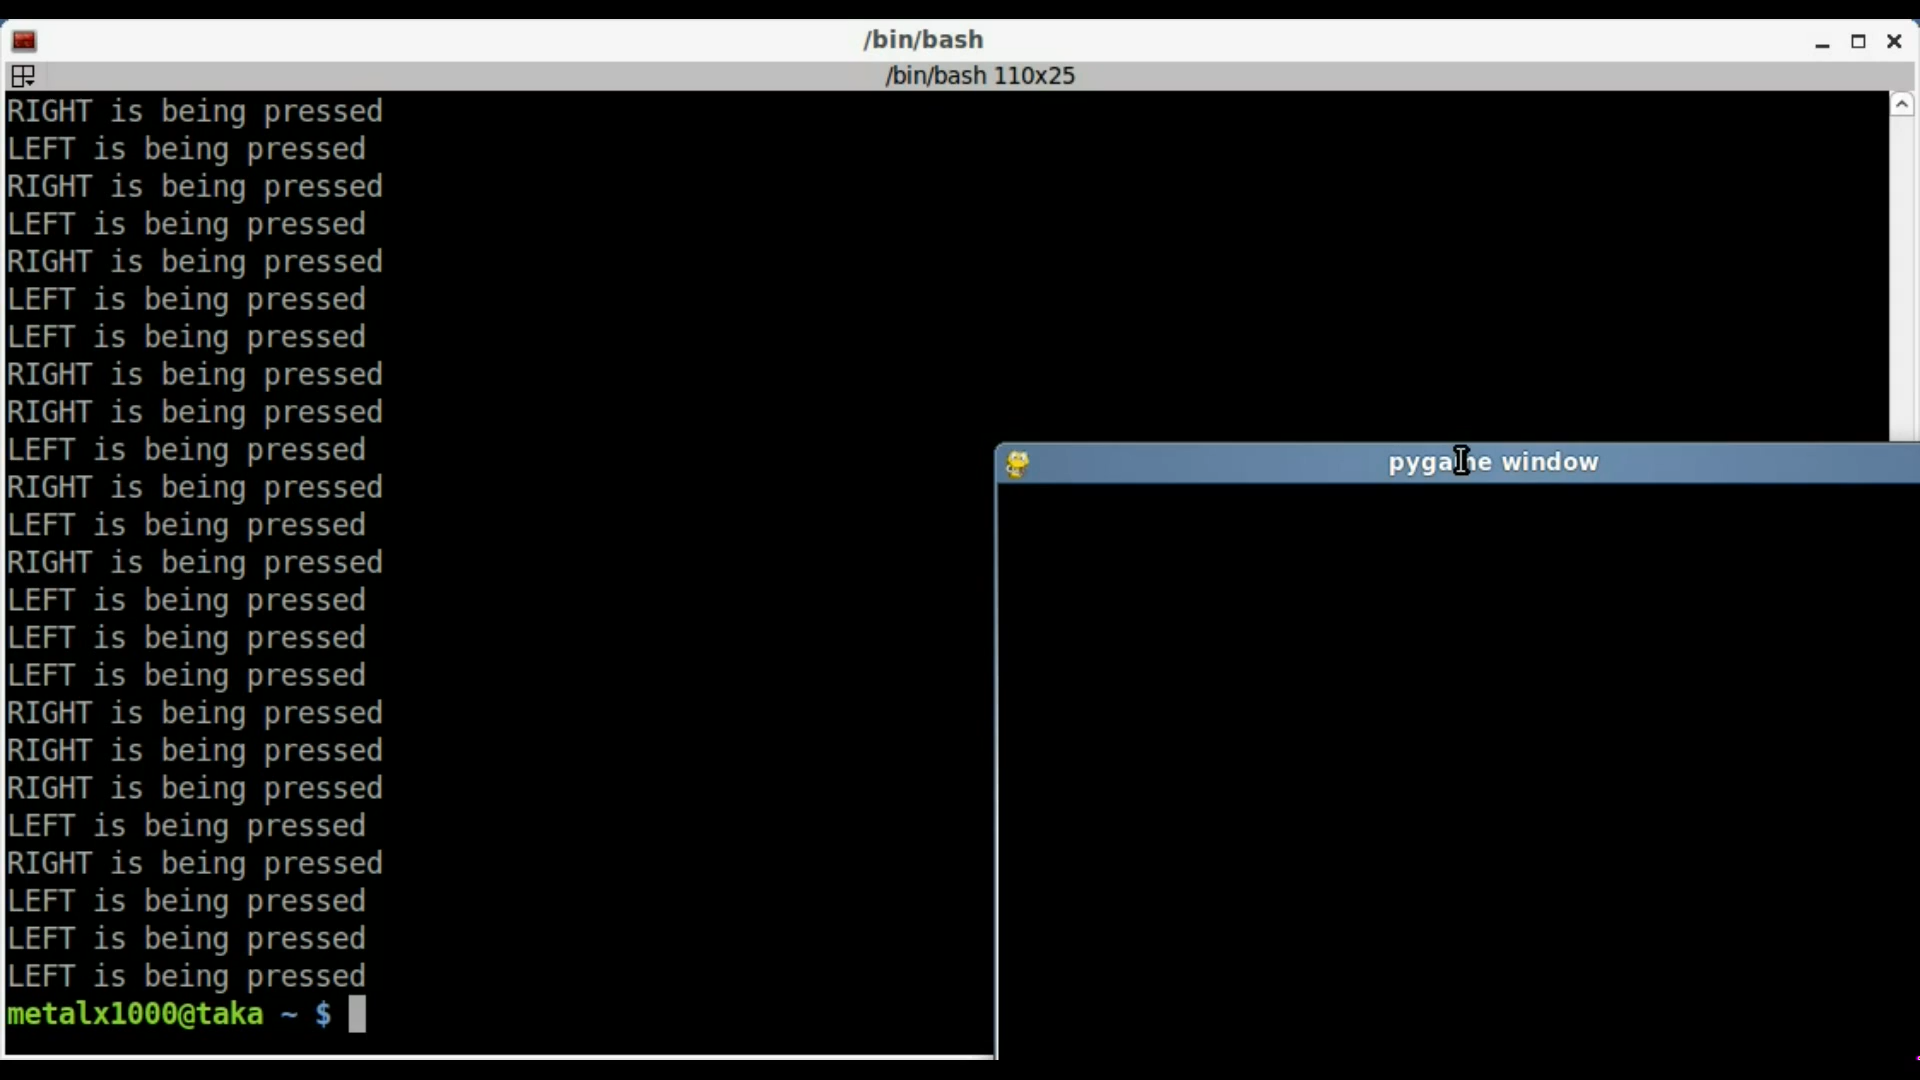 /bin/bash
/bin/bash 110x25
RIGHT is being pressed
LEFT is being pressed
RIGHT is being pressed
LEFT is being pressed
RIGHT is being pressed
LEFT is being pressed
LEFT is being pressed
RIGHT is being pressed
RIGHT is being pressed
LEFT is being pressed
RIGHT is being pressed
LEFT is being pressed
RIGHT is being pressed
LEFT is being pressed
LEFT is being pressed
LEFT is being pressed
RIGHT is being pressed
RIGHT is being pressed
RIGHT is being pressed
LEFT is being pressed
RIGHT is being pressed
LEFT is being pressed
LEFT is being pressed
LEFT is being pressed
metalx1000@taka ~ $
pygame window